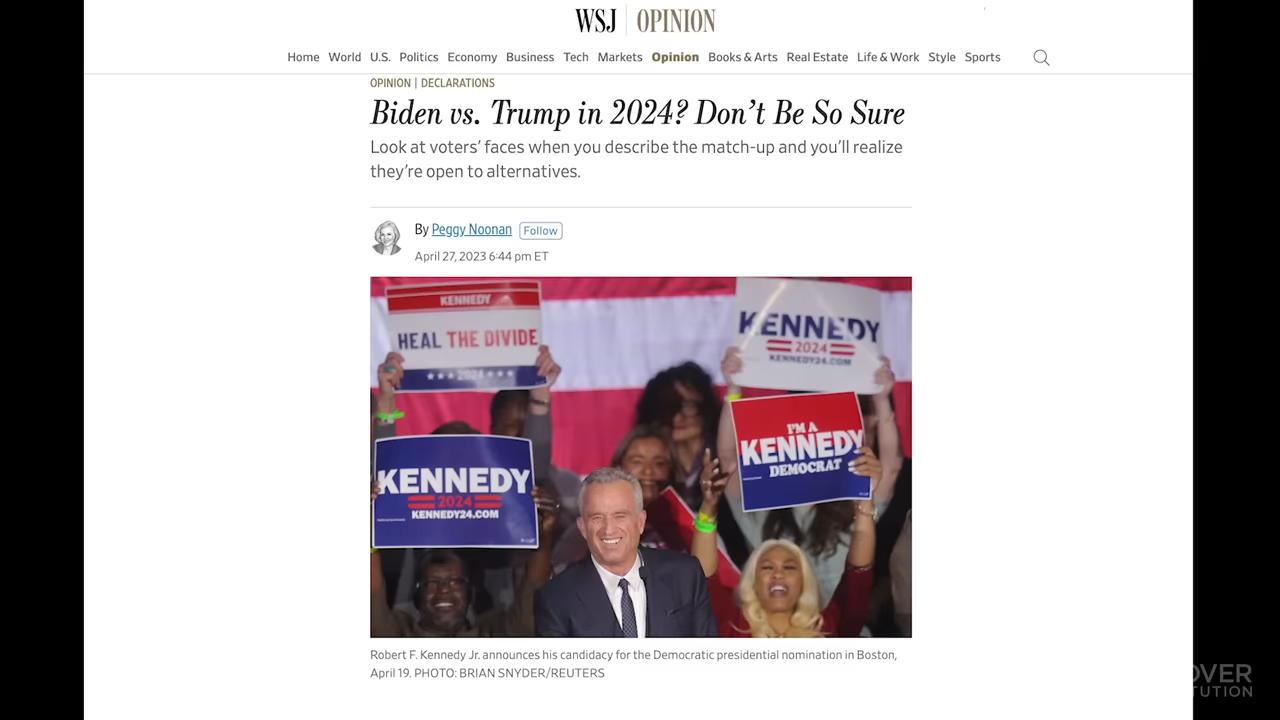 WSJ | OPINION
Home World U.S. Politics Economy Business Tech Markets Opinion Books & Arts Real Estate Life & Work Style Sports
OPINION | DECLARATIONS
Biden vs. Trump in 2024? Don’t Be So Sure
Look at voters’ faces when you describe the match-up and you’ll realize
they’re open to alternatives.
By Peggy Noonan Follow
April 27, 2023 6:44 pm ET
KENNEDY
HEAL THE DIVIDE
2024
KENNEDY
2024
KENNEDY24.COM
KENNEDY
2024
KENNEDY24.COM
I'M A
KENNEDY
DEMOCRAT
Robert F. Kennedy Jr. announces his candidacy for the Democratic presidential nomination in Boston,
April 19. PHOTO: BRIAN SNYDER/REUTERS
OVER
TUTION